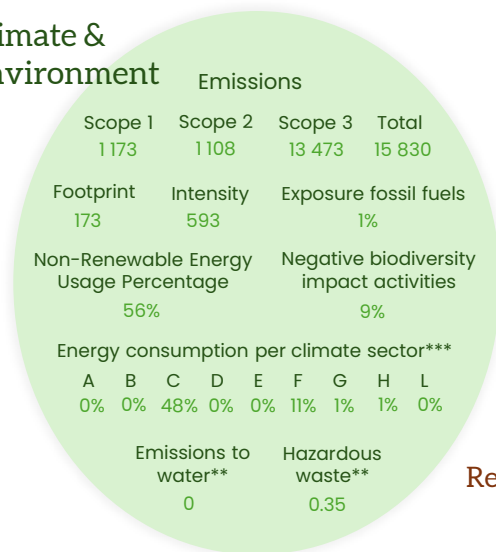 imate &
nvironment
Emissions
Scope 1 Scope 2 Scope 3 Total
1 173 1 108 13 473 15 830
Footprint Intensity Exposure fossil fuels
173 593 1%
Non-Renewable Energy Negative biodiversity
Usage Percentage impact activities
56% 9%
Energy consumption per climate sector***
A B C D E F G H L
0% 0% 48% 0% 0% 11% 1% 1% 0%
Emissions to Hazardous
water** waste**
0 0.35
Re